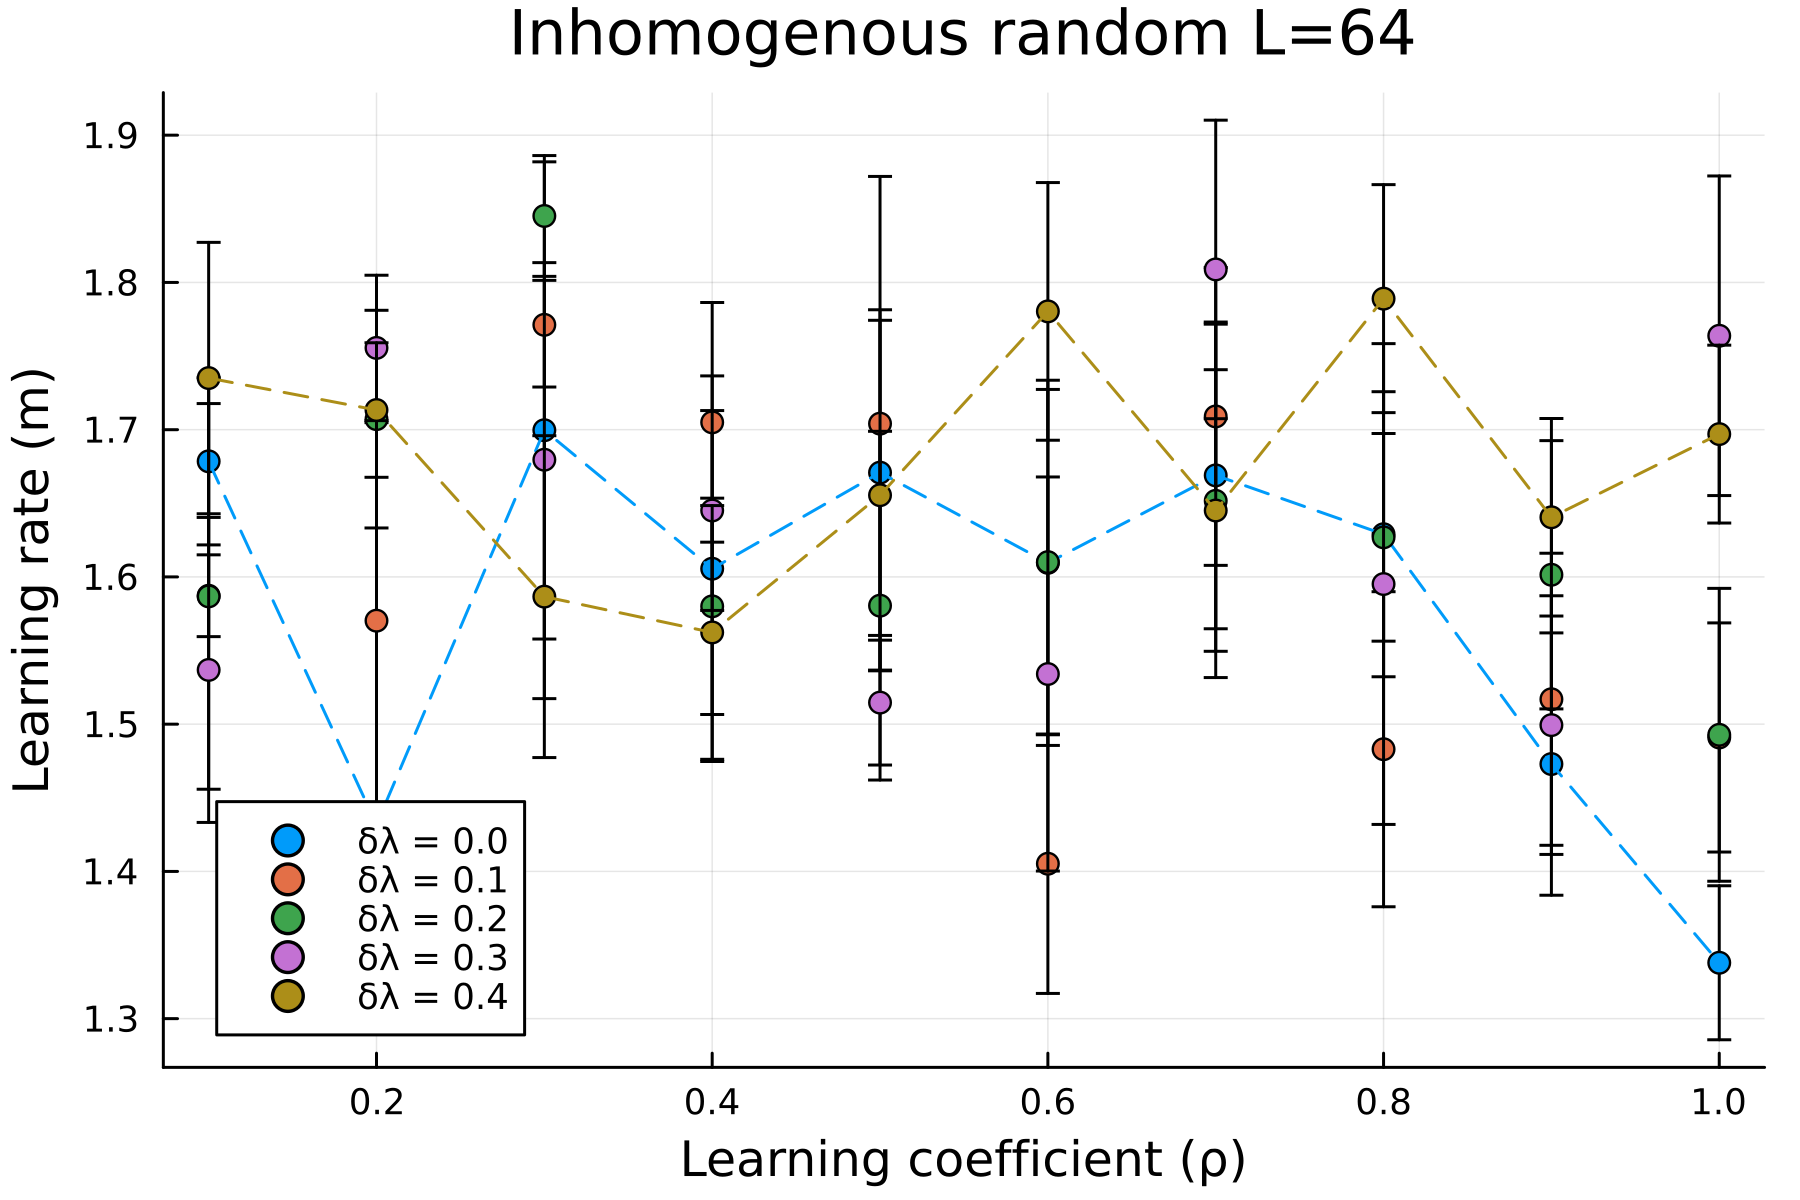 Inhomogenous random L=64
Learning rate (m)
1.9
1.8
1.7
1.6
1.5
1.4
1.3
δλ = 0.0
δλ = 0.1
δλ = 0.2
δλ = 0.3
δλ = 0.4
0.2 0.4 0.6 0.8 1.0
Learning coefficient (ρ)